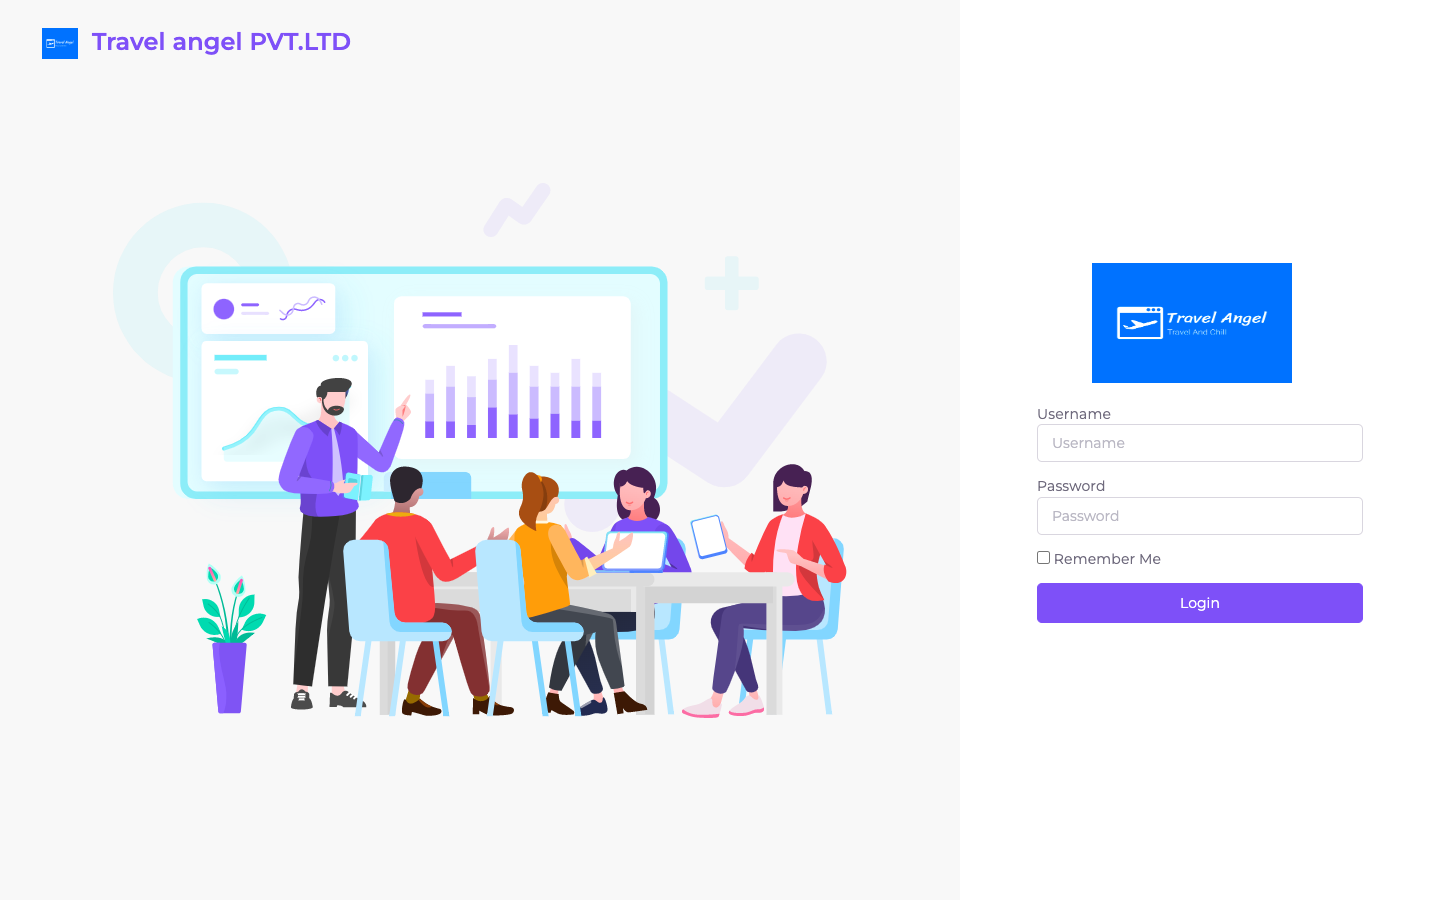 Travel angel PVT.LTD
Travel Angel
Travel And Chill
Username
Username
Password
Password
Remember Me
Login